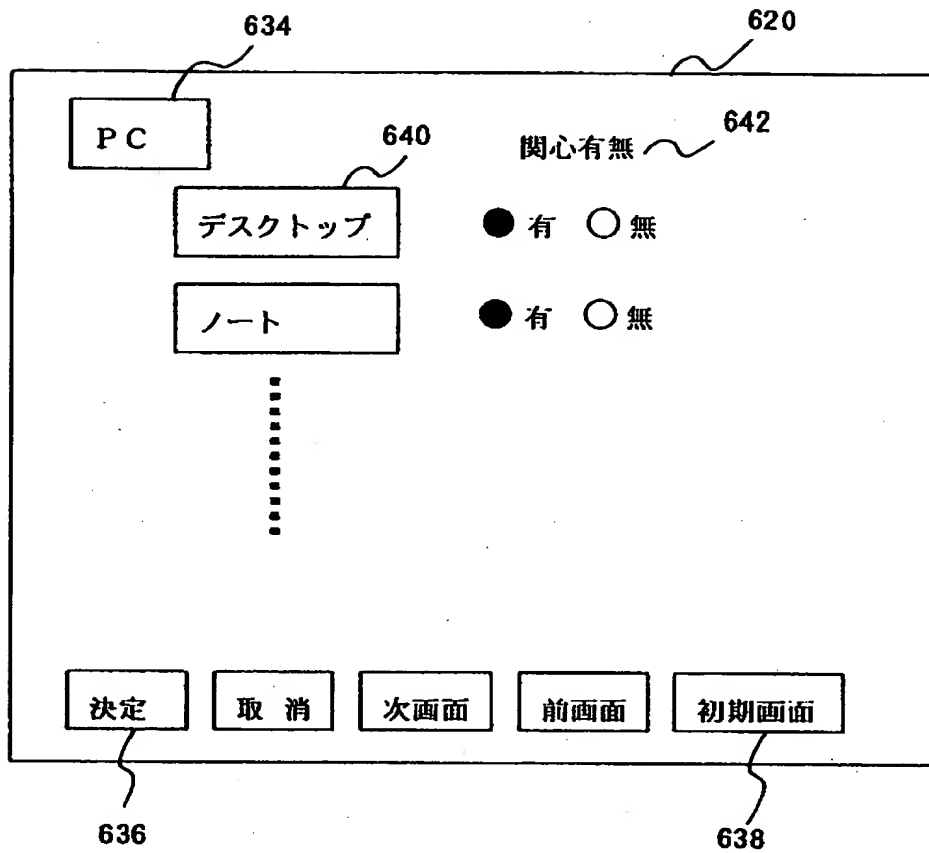 634 620
PC
640 関心有無 642
デスクトップ ● 有 ○ 無
ノート ● 有 ○ 無
決定 取消 次画面 前画面 初期画面
636 638